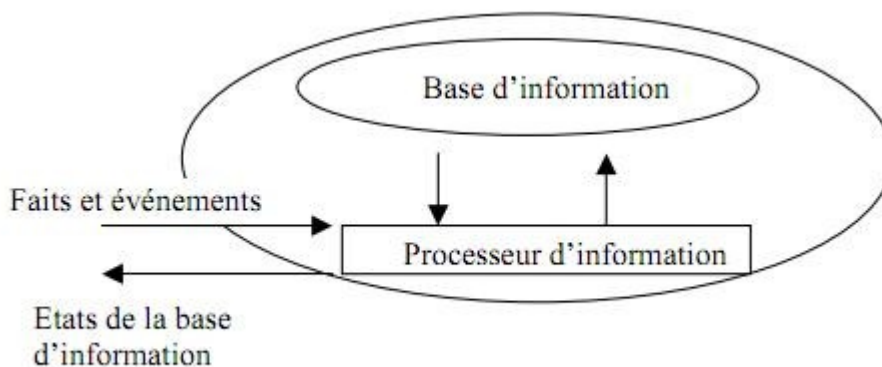 Base d'information
Faits et événements
Processeur d'information
Etats de la base
d'information